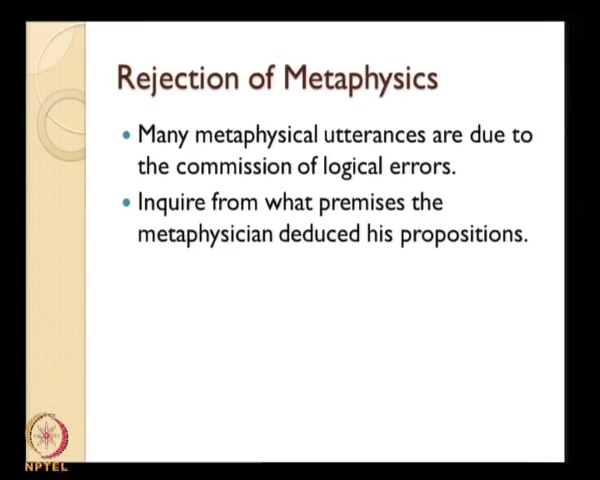 Rejection of Metaphysics
• Many metaphysical utterances are due to
the commission of logical errors.
• Inquire from what premises the
metaphysician deduced his propositions.
NPTEL